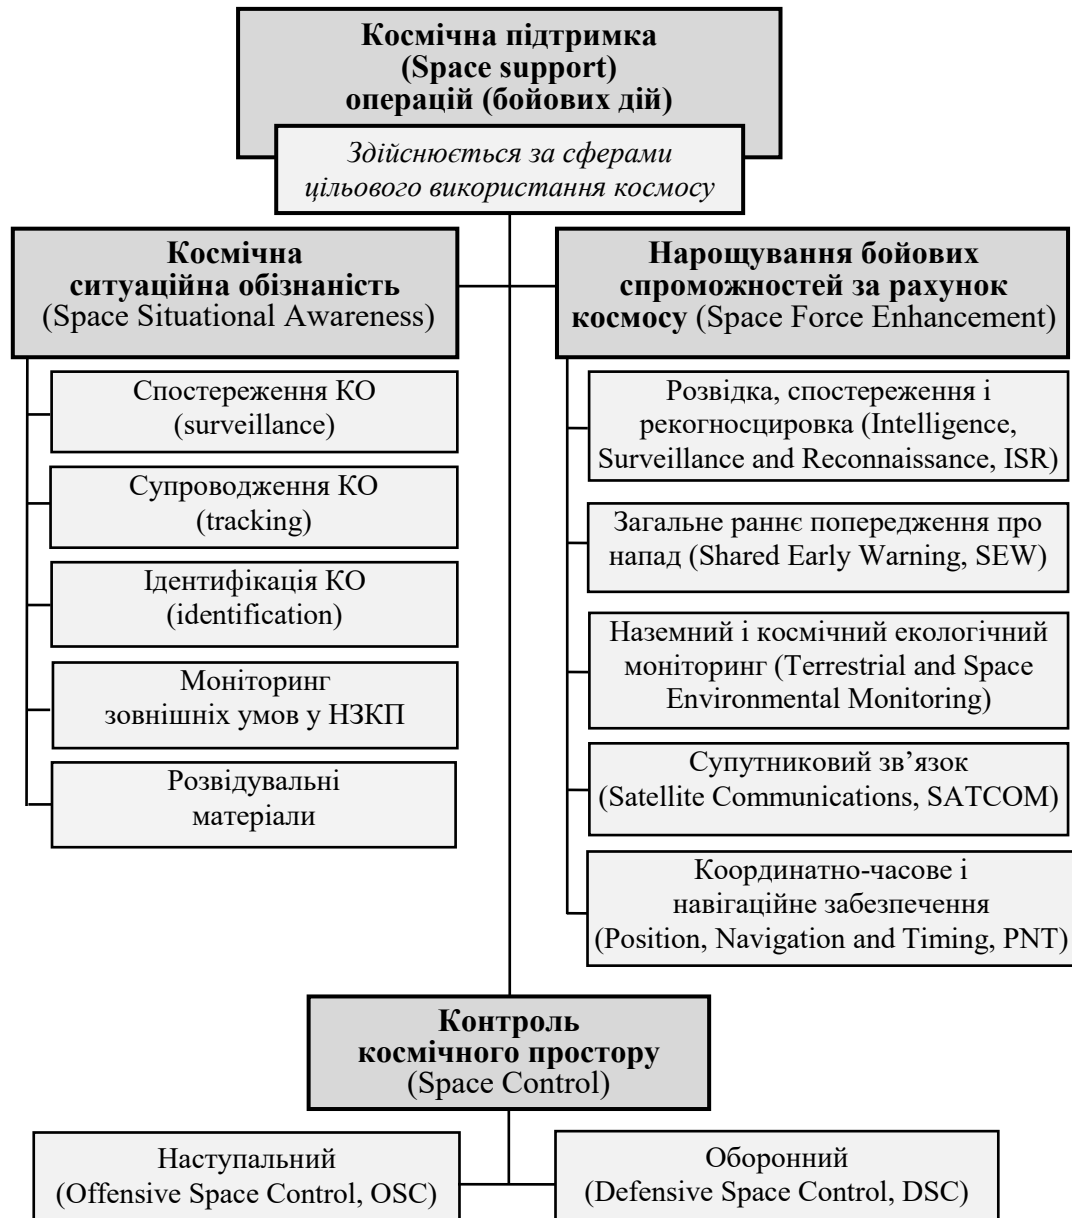 Космічна підтримка
(Space support)
операцій (бойових дій)
Здійснюється за сферами
цільового використання космосу
Космічна
ситуаційна обізнаність
(Space Situational Awareness)
Спостереження КО
(surveillance)
Супроводження КО
(tracking)
Ідентифікація КО
(identification)
Моніторинг
зовнішніх умов у НЗКП
Розвідувальні
матеріали
Нарощування бойових
спроможностей за рахунок
космосу (Space Force Enhancement)
Розвідка, спостереження і
рекогносцировка (Intelligence,
Surveillance and Reconnaissance, ISR)
Загальне раннє попередження про
напад (Shared Early Warning, SEW)
Наземний і космічний екологічний
моніторинг (Terrestrial and Space
Environmental Monitoring)
Супутниковий зв’язок
(Satellite Communications, SATCOM)
Координатно-часове і
навігаційне забезпечення
(Position, Navigation and Timing, PNT)
Контроль
космічного простору
(Space Control)
Наступальний
(Offensive Space Control, OSC)
Оборонний
(Defensive Space Control, DSC)